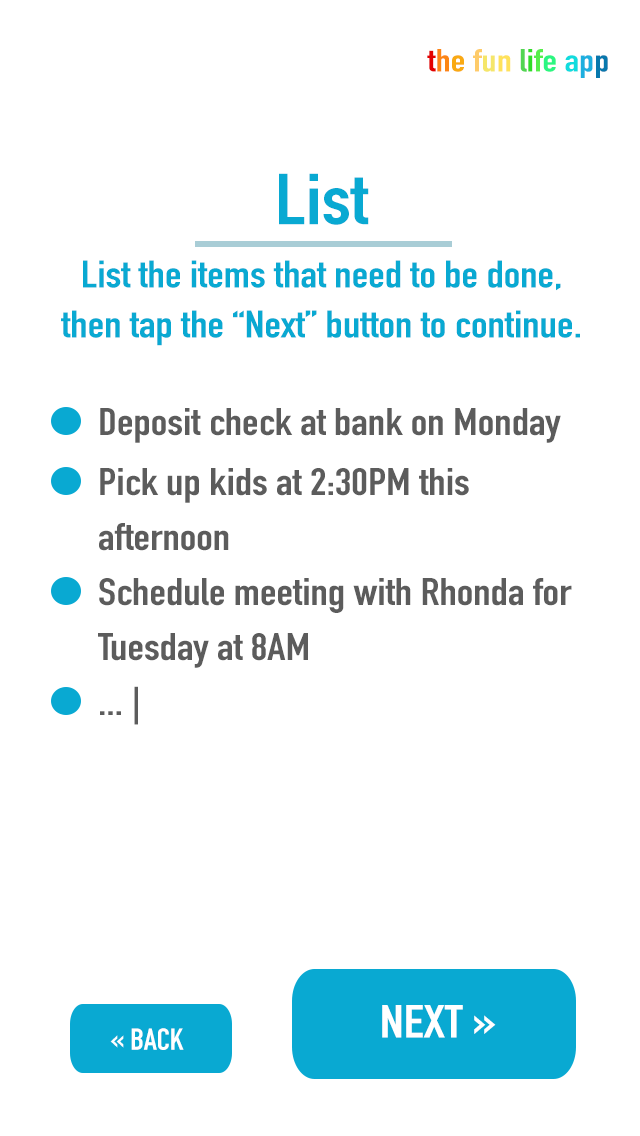 the fun life app
List
List the items that need to be done,
then tap the “Next” button to continue.
Deposit check at bank on Monday
Pick up kids at 2:30PM this
afternoon
Schedule meeting with Rhonda for
Tuesday at 8AM
... |
« BACK
NEXT »